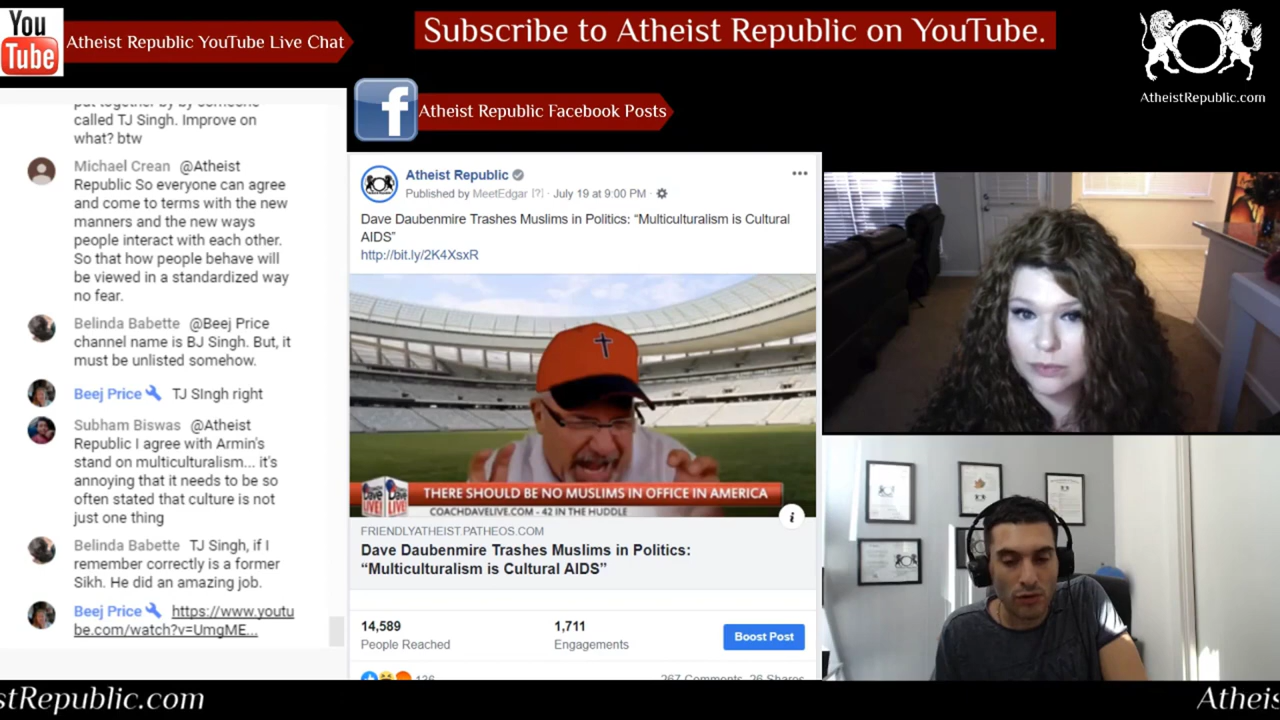 You
Tube
Atheist Republic YouTube Live Chat
Subscribe to Atheist Republic on YouTube.
AtheistRepublic.com
Atheist Republic Facebook Posts
put together by by someone
called TJ Singh. Improve on
what? btw
Michael Crean @Atheist
Republic So everyone can agree
and come to terms with the new
manners and the new ways
people interact with each other.
So that how people behave will
be viewed in a standardized way
no fear.
Belinda Babette @Beej Price
channel name is BJ Singh. But, it
must be unlisted somehow.
Beej Price TJ SIngh right
Subham Biswas @Atheist
Republic I agree with Armin's
stand on multiculturalism... it's
annoying that it needs to be so
often stated that culture is not
just one thing
Belinda Babette TJ Singh, if I
remember correctly is a former
Sikh. He did an amazing job.
Beej Price https://www.youtu
be.com/watch?v=UmgME...
Atheist Republic
Published by MeetEdgar [?] · July 19 at 9:00 PM ·
Dave Daubenmire Trashes Muslims in Politics: “Multiculturalism is Cultural
AIDS”
http://bit.ly/2K4XsxR
Dave Dave
LIVE! LIVE!
THERE SHOULD BE NO MUSLIMS IN OFFICE IN AMERICA
COACHDAVELIVE.COM - 42 IN THE HUDDLE
FRIENDLYATHEIST.PATHEOS.COM
Dave Daubenmire Trashes Muslims in Politics:
“Multiculturalism is Cultural AIDS”
14,589
People Reached
1,711
Engagements
Boost Post
136
267 Comments 26 Shares
stRepublic.com
Atheis